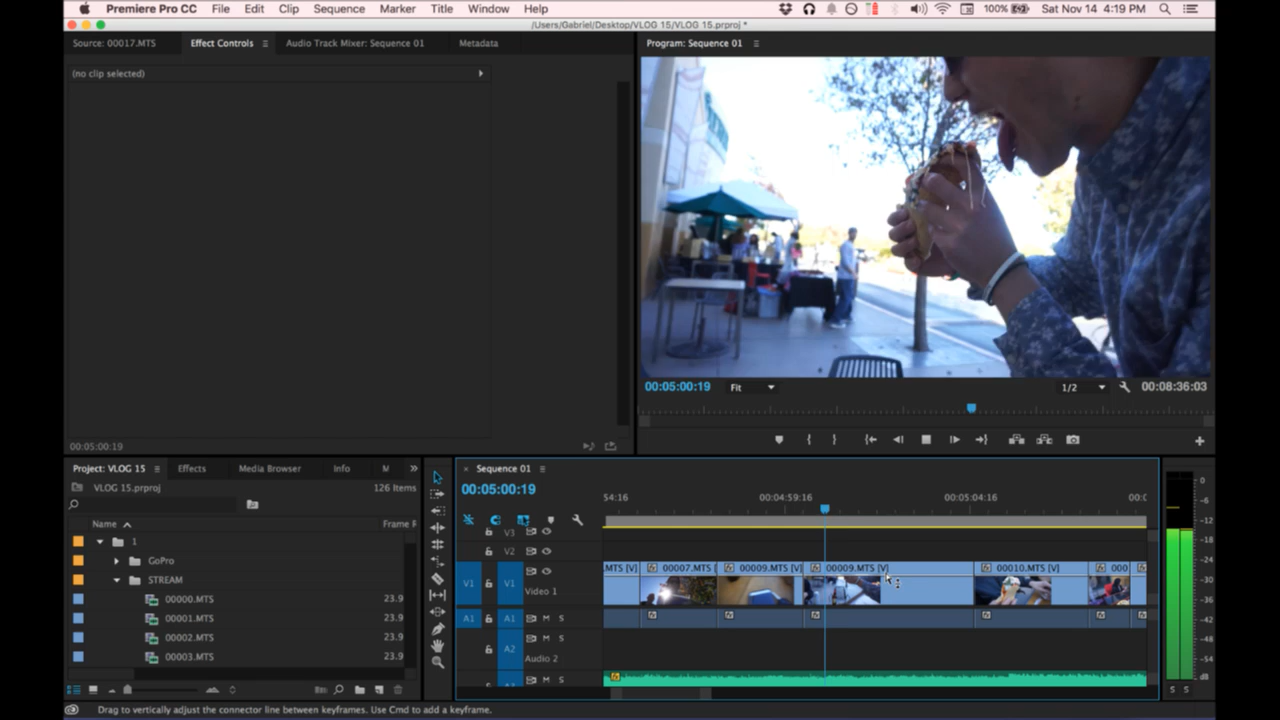 Premiere Pro CC File Edit Clip Sequence Marker Title Window Help 100% Sat Nov 14 4:19 PM
/Users/Gabriel/Desktop/VLOG 15/VLOG 15.prproj *
Source: 00017.MTS Effect Controls Audio Track Mixer: Sequence 01 Metadata
Program: Sequence 01
(no clip selected)
00:05:00:19 Fit 1/2 00:08:36:03
00:05:00:19
Project: VLOG 15 Effects Media Browser Info M
VLOG 15.prproj 126 Items
Name Frame R
1
GoPro
STREAM
00000.MTS 23.9
00001.MTS 23.9
00002.MTS 23.9
00003.MTS 23.9
Sequence 01
00:05:00:19
54:16 00:04:59:16 00:05:04:16 00:0
V3
V2
V1 V1 Video 1
.MTS [V] 00007.MTS [ 00009.MTS [V] 00009.MTS [V] 00010.MTS [V] 000
A1 A1 M S
A2 M S
Audio 2
M S
0
-6
-12
-18
-24
-30
-36
-42
-48
-54
dB
S S
Drag to vertically adjust the connector line between keyframes. Use Cmd to add a keyframe.